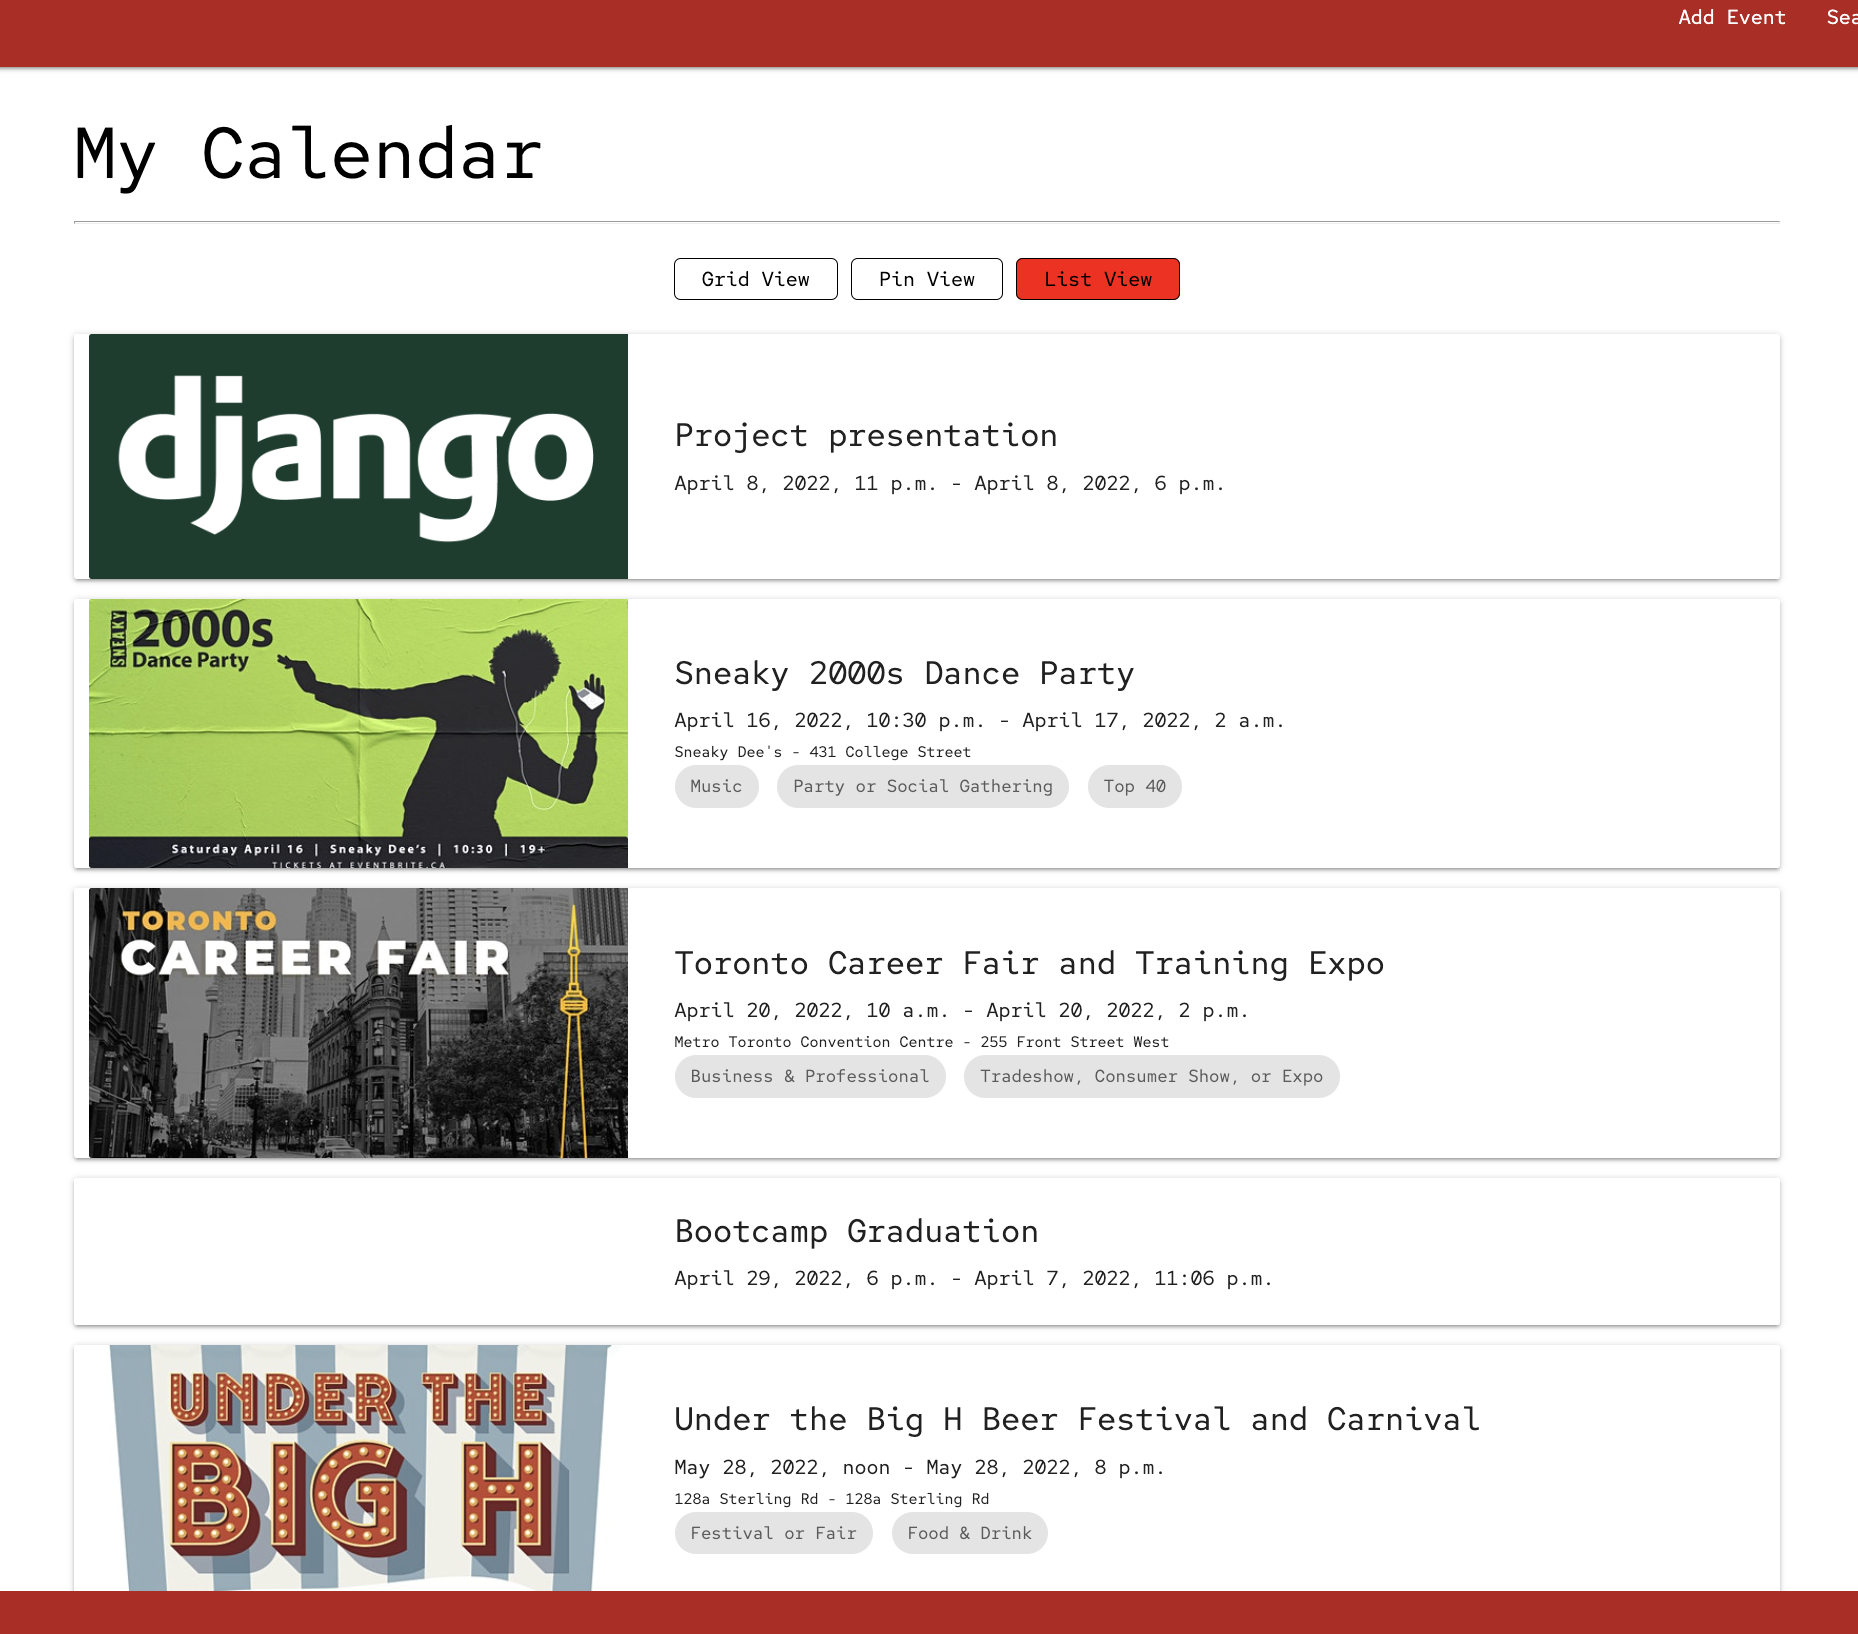 Add Event Sea
My Calendar
Grid View Pin View List View
django
Project presentation
April 8, 2022, 11 p.m. - April 8, 2022, 6 p.m.
SNEAKY 2000s
Dance Party
Saturday April 16 | Sneaky Dee's | 10:30 | 19+
TICKETS AT EVENTBRITE.CA
Sneaky 2000s Dance Party
April 16, 2022, 10:30 p.m. - April 17, 2022, 2 a.m.
Sneaky Dee's - 431 College Street
Music Party or Social Gathering Top 40
TORONTO
CAREER FAIR
Toronto Career Fair and Training Expo
April 20, 2022, 10 a.m. - April 20, 2022, 2 p.m.
Metro Toronto Convention Centre - 255 Front Street West
Business & Professional Tradeshow, Consumer Show, or Expo
Bootcamp Graduation
April 29, 2022, 6 p.m. - April 7, 2022, 11:06 p.m.
UNDER THE
BIG H
Under the Big H Beer Festival and Carnival
May 28, 2022, noon - May 28, 2022, 8 p.m.
128a Sterling Rd - 128a Sterling Rd
Festival or Fair Food & Drink